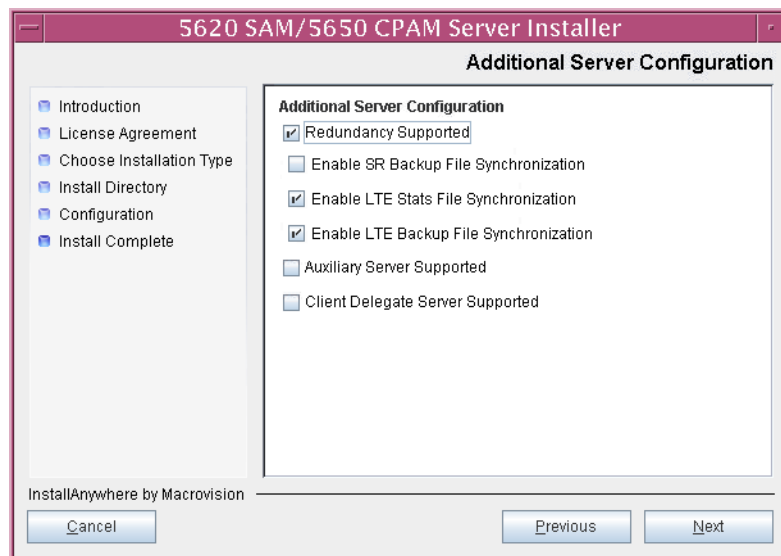 5620 SAM/5650 CPAM Server Installer
Additional Server Configuration
Introduction
License Agreement
Choose Installation Type
Install Directory
Configuration
Install Complete
Additional Server Configuration
Redundancy Supported
Enable SR Backup File Synchronization
Enable LTE Stats File Synchronization
Enable LTE Backup File Synchronization
Auxiliary Server Supported
Client Delegate Server Supported
InstallAnywhere by Macrovision
Cancel
Previous
Next